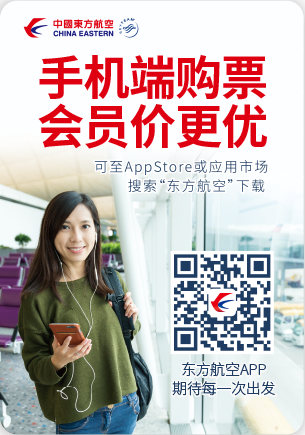 中國東方航空
CHINA EASTERN
SKYTEAM
手机端购票
会员价更优
可至AppStore或应用市场
搜索“东方航空”下载
东方航空APP
期待每一次出发